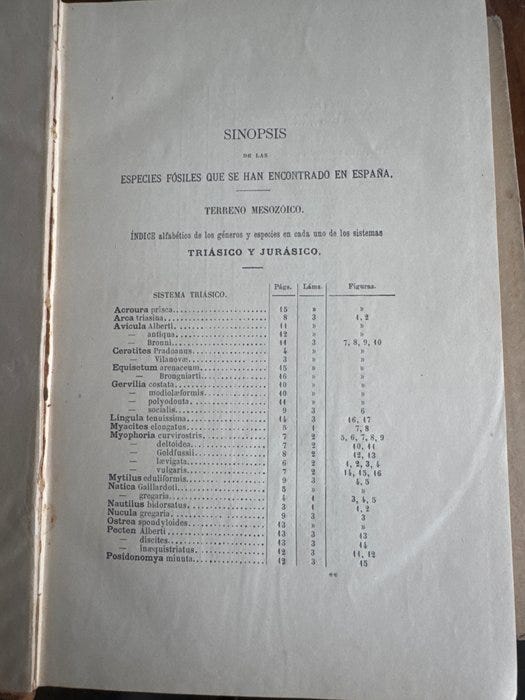 SINOPSIS
DE LAS
ESPECIES FÓSILES QUE SE HAN ENCONTRADO EN ESPAÑA.
TERRENO MESOZÓICO.
ÍNDICE alfabético de los géneros y especies en cada uno de los sistemas
TRIÁSICO Y JURÁSICO.
SISTEMA TRIÁSICO. Págs. Láms. Figuras.
Acroura prisca 15 » »
Arca triasina 8 3 1, 2
Avicula Alberti 11 » »
— antiqua 12 » »
— Bronni 11 3 7, 8, 9, 10
Ceratites Pradoanus 4 » »
— Vilanovæ 3 » »
Equisetum arenaceum 15 » »
— Brongniarti 16 » »
Gervilia costata 10 » »
— modiolæformis 10 » »
— polyodonta 11 » »
— socialis 9 3 6
Lingula tenuissima 14 3 16, 17
Myacites elongatus 5 1 7, 8
Myophoria curvirostris 7 2 5, 6, 7, 8, 9
— deltoidea 7 2 10, 11
— Goldfussii 8 2 12, 13
— lævigata 6 2 1, 2, 3, 4
— vulgaris 7 2 14, 15, 16
Mytilus eduliformis 9 3 4, 5
Natica Gaillardoti 5 » »
— gregaria 4 1 3, 4, 5
Nautilus bidorsatus 3 1 1, 2
Nucula gregaria 9 3 3
Ostrea spondyloides 13 » »
Pecten Alberti 13 3 13
— discites 13 3 14
— inæquistriatus 12 3 11, 12
Posidonomya minuta 12 3 15
**